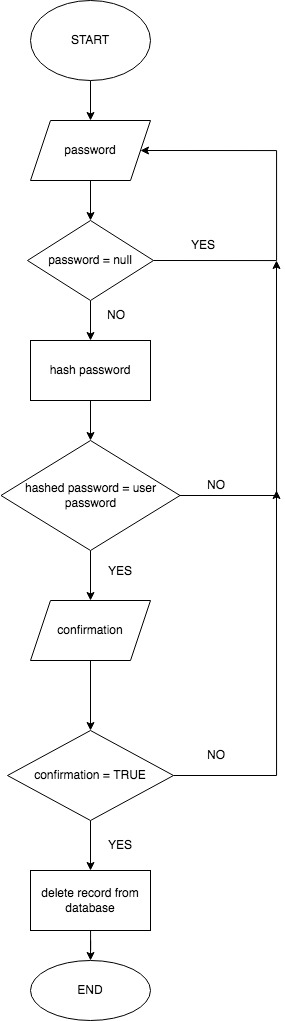 START
password
password = null
YES
NO
hash password
hashed password = user
password
NO
YES
confirmation
confirmation = TRUE
NO
YES
delete record from
database
END